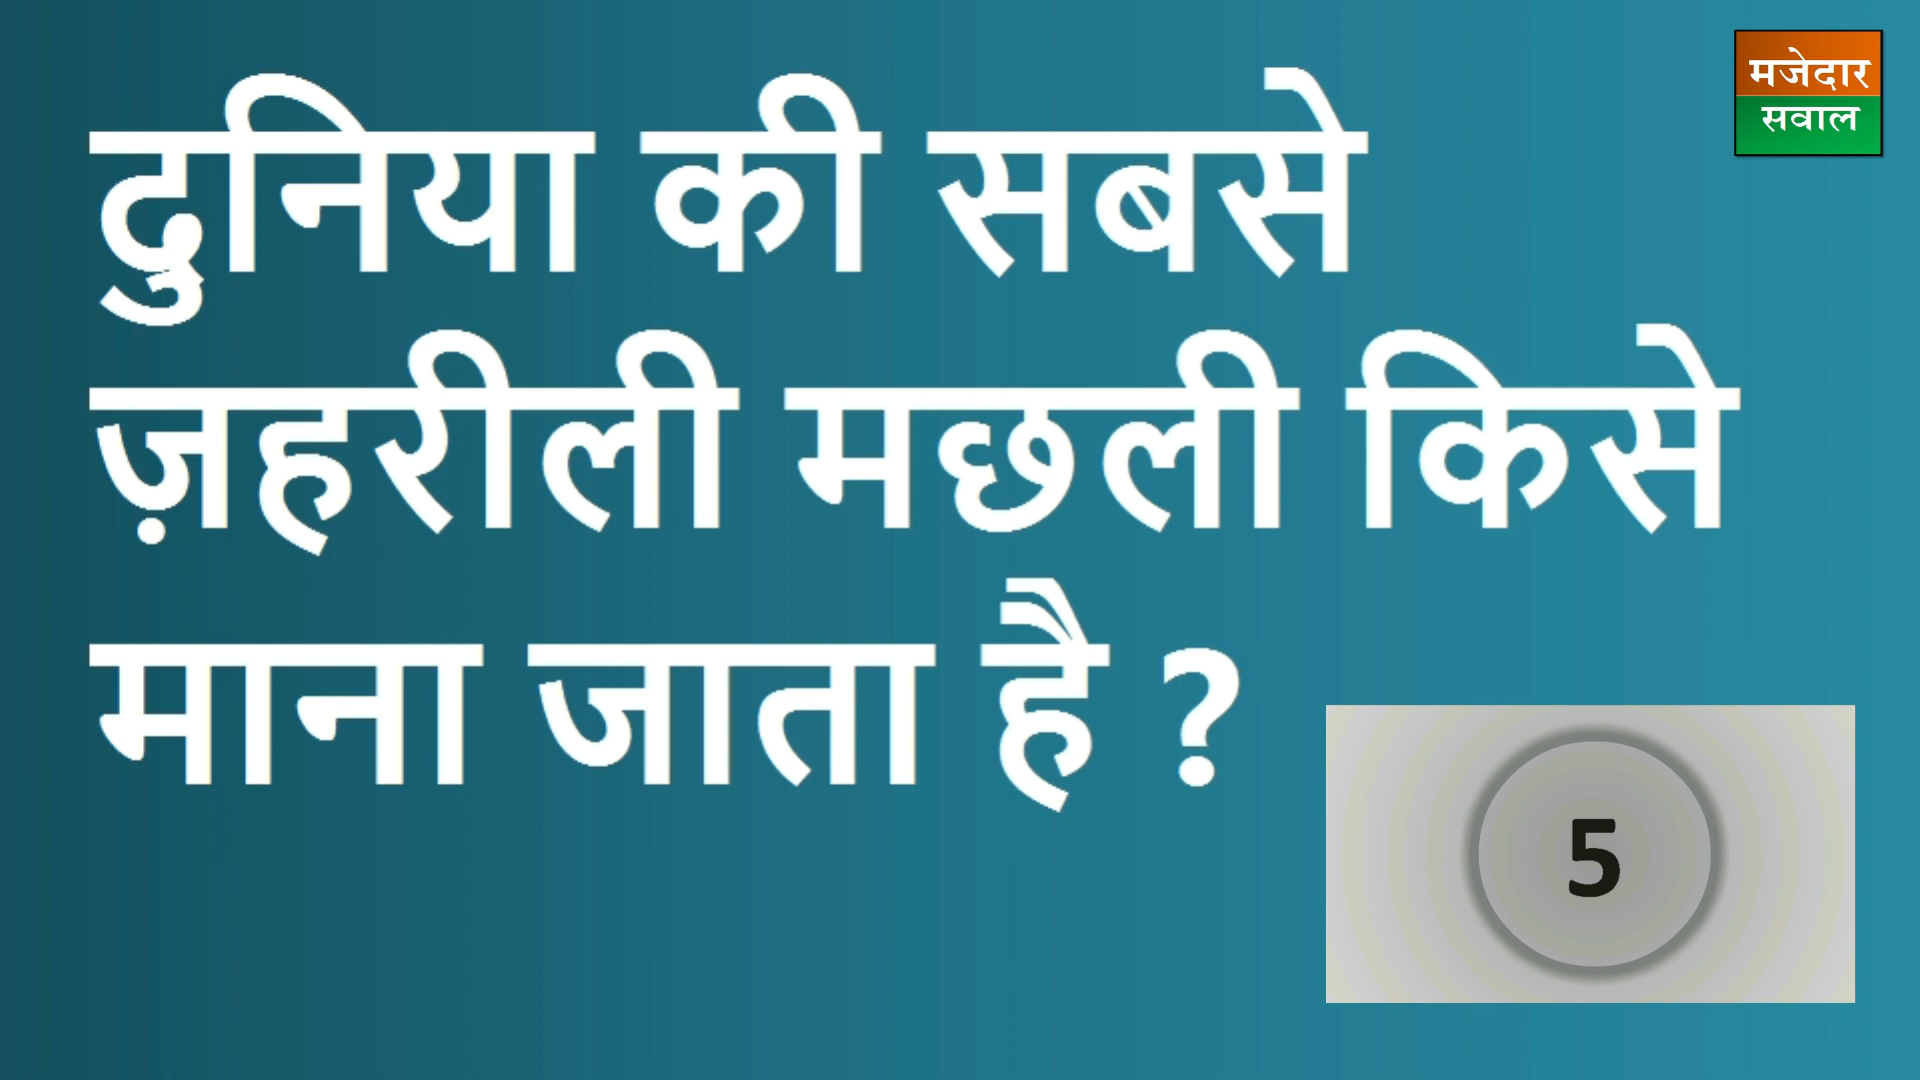 दुनिया की सबसे
ज़हरीली मछली किसे
माना जाता है ?
मजेदार
सवाल
5